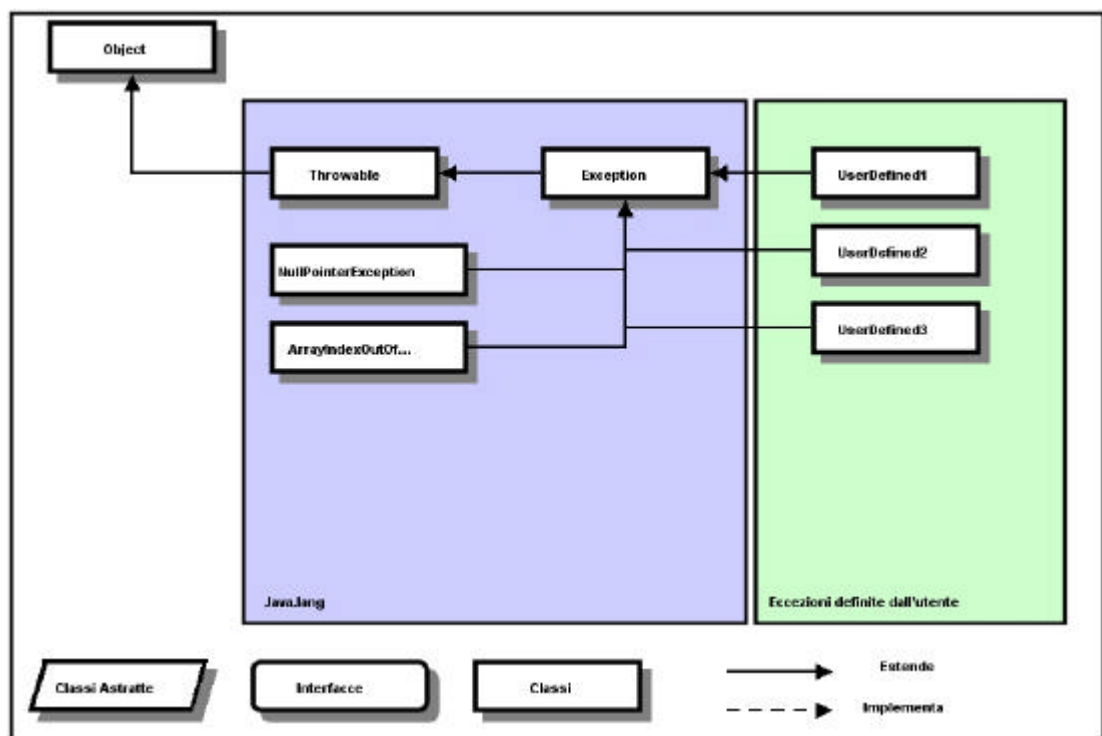 Object
Throwable
Exception
UserDefined1
NullPointerException
UserDefined2
ArrayIndexOutOf...
UserDefined3
Java.lang
Eccezioni definite dall'utente
Classi Astratte
Interfacce
Classi
Estende
Implementa